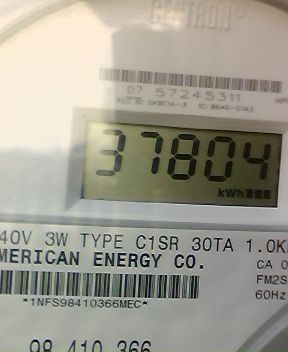 CENTRON®
07 57245311
37804
kWh
40V 3W TYPE C1SR 30TA 1.0K
MERICAN ENERGY CO.
CA 0
FM2S
60Hz
*1NFS98410366MEC*
98 410 366